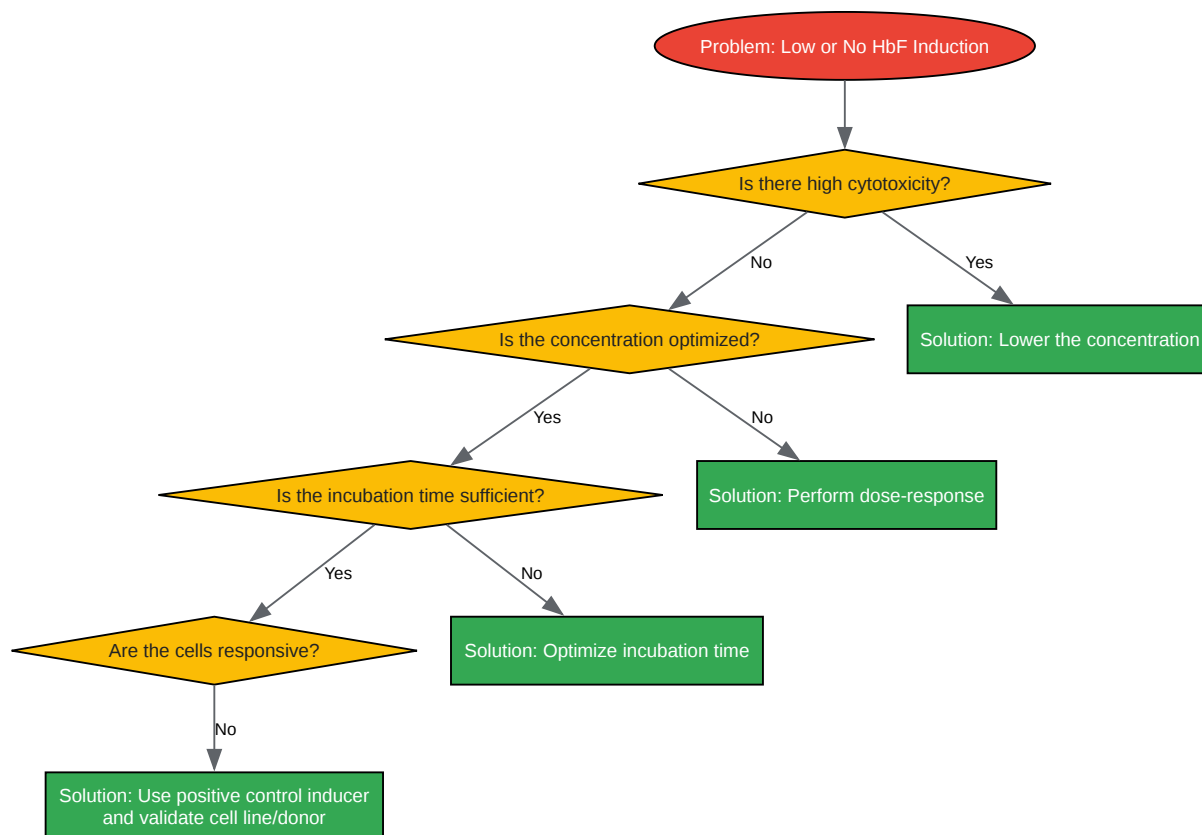 Problem: Low or No HbF Induction
Is there high cytotoxicity?
No
Yes
Is the concentration optimized?
Solution: Lower the concentration
Yes
No
Is the incubation time sufficient?
Solution: Perform dose-response
Yes
No
Are the cells responsive?
Solution: Optimize incubation time
No
Solution: Use positive control inducer
and validate cell line/donor